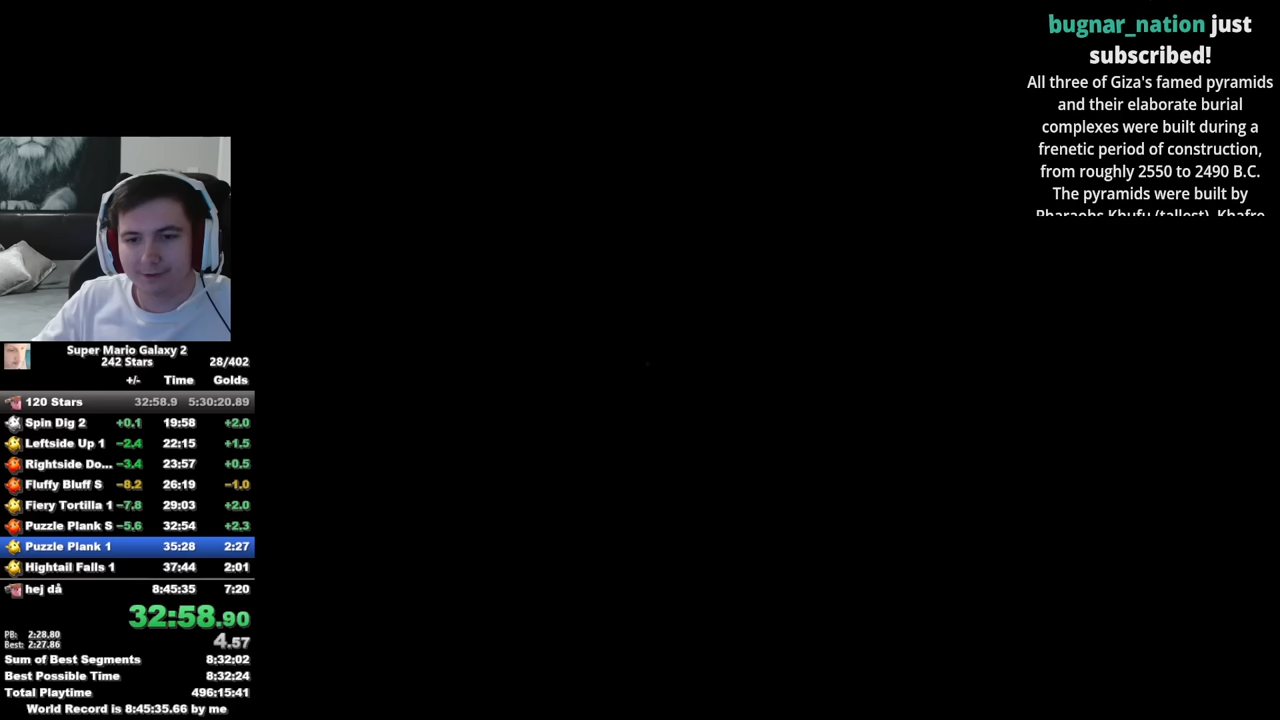 bugnar_nation just
subscribed!
All three of Giza's famed pyramids
and their elaborate burial
complexes were built during a
frenetic period of construction,
from roughly 2550 to 2490 B.C.
The pyramids were built by
Pharaohs Khufu (tallest), Khafre
Super Mario Galaxy 2
242 Stars 28/402
+/- Time Golds
120 Stars 32:58.9 5:30:20.89
Spin Dig 2 +0.1 19:58 +2.0
Leftside Up 1 −2.4 22:15 +1.5
Rightside Do... −3.4 23:57 +0.5
Fluffy Bluff S −8.2 26:19 −1.0
Fiery Tortilla 1 −7.8 29:03 +2.0
Puzzle Plank S −5.6 32:54 +2.3
Puzzle Plank 1 35:28 2:27
Hightail Falls 1 37:44 2:01
hej då 8:45:35 7:20
32:58.90
PB: 2:28.80
Best: 2:27.86
4.57
Sum of Best Segments 8:32:02
Best Possible Time 8:32:24
Total Playtime 496:15:41
World Record is 8:45:35.66 by me